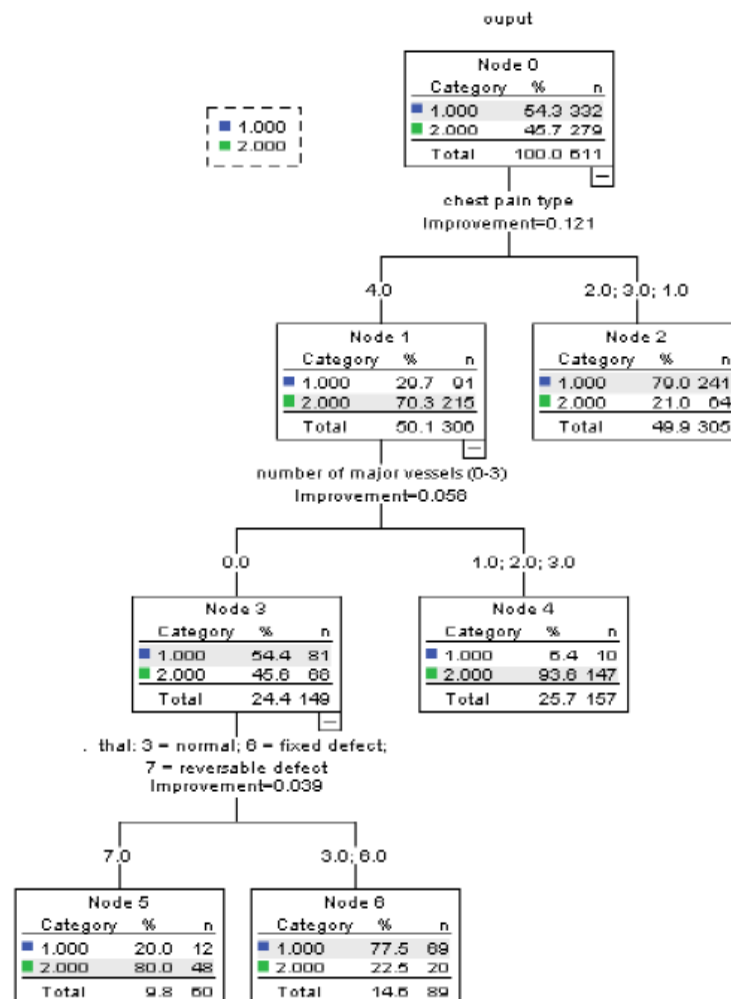 ouput
Node 0
Category % n
1.000 54.3 332
2.000 45.7 279
Total 100.0 611
1.000
2.000
chest pain type
Improvement=0.121
4.0
2.0; 3.0; 1.0
Node 1
Category % n
1.000 29.7 91
2.000 70.3 215
Total 50.1 306
Node 2
Category % n
1.000 79.0 241
2.000 21.0 64
Total 49.9 305
number of major vessels (0-3)
Improvement=0.058
0.0
1.0; 2.0; 3.0
Node 3
Category % n
1.000 54.4 81
2.000 45.6 68
Total 24.4 149
Node 4
Category % n
1.000 6.4 10
2.000 93.6 147
Total 25.7 157
. thal: 3 = normal; 6 = fixed defect;
7 = reversable defect
Improvement=0.039
7.0
3.0; 6.0
Node 5
Category % n
1.000 20.0 12
2.000 80.0 48
Total 9.8 60
Node 6
Category % n
1.000 77.5 69
2.000 22.5 20
Total 14.6 89